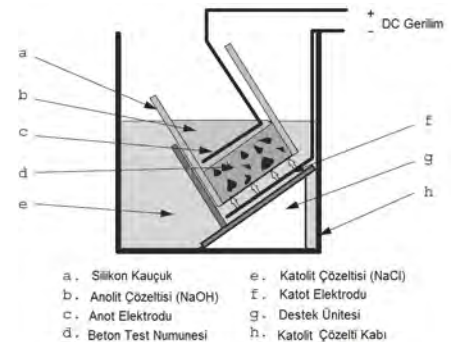 +
- DC Gerilim
a
b
c
d
e
f
g
h
a. Silikon Kauçuk
b. Anolit Çözeltisi (NaOH)
c. Anot Elektrodu
d. Beton Test Numunesi
e. Katolit Çözeltisi (NaCl)
f. Katot Elektrodu
g. Destek Ünitesi
h. Katolit Çözelti Kabı